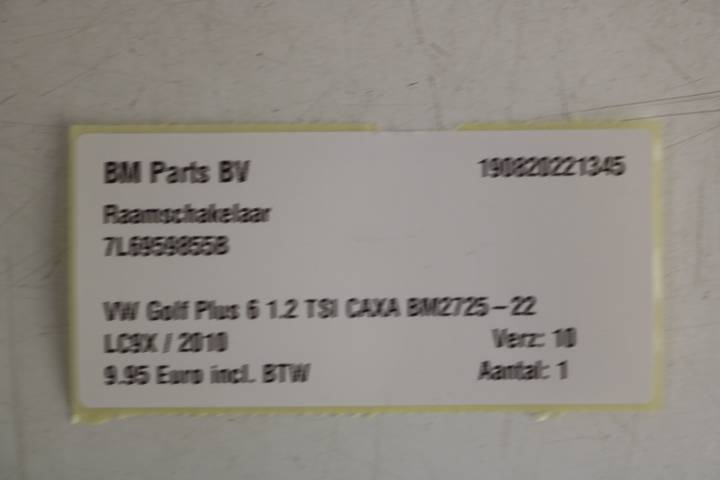 BM Parts BV 190820221345
Raamschakelaar
7L6959855B
VW Golf Plus 6 1.2 TSI CAXA BM2725-22
LC9X / 2010 Verz: 10
9.95 Euro incl. BTW Aantal: 1